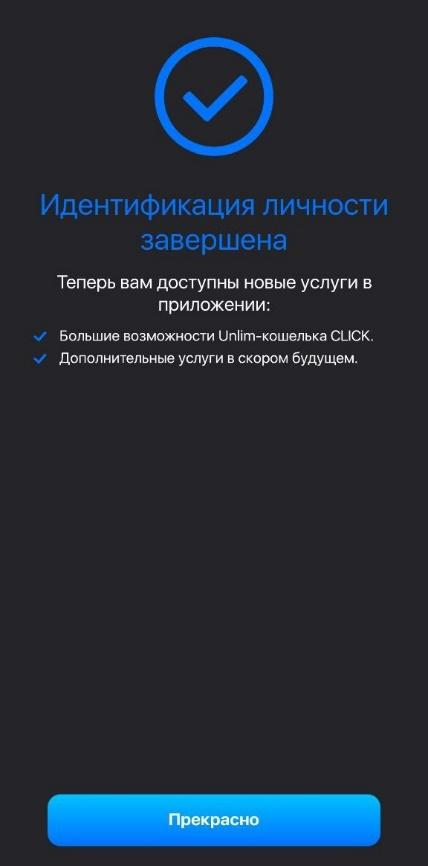 Идентификация личности
завершена
Теперь вам доступны новые услуги в
приложении:
Большие возможности Unlim-кошелька CLICK.
Дополнительные услуги в скором будущем.
Прекрасно